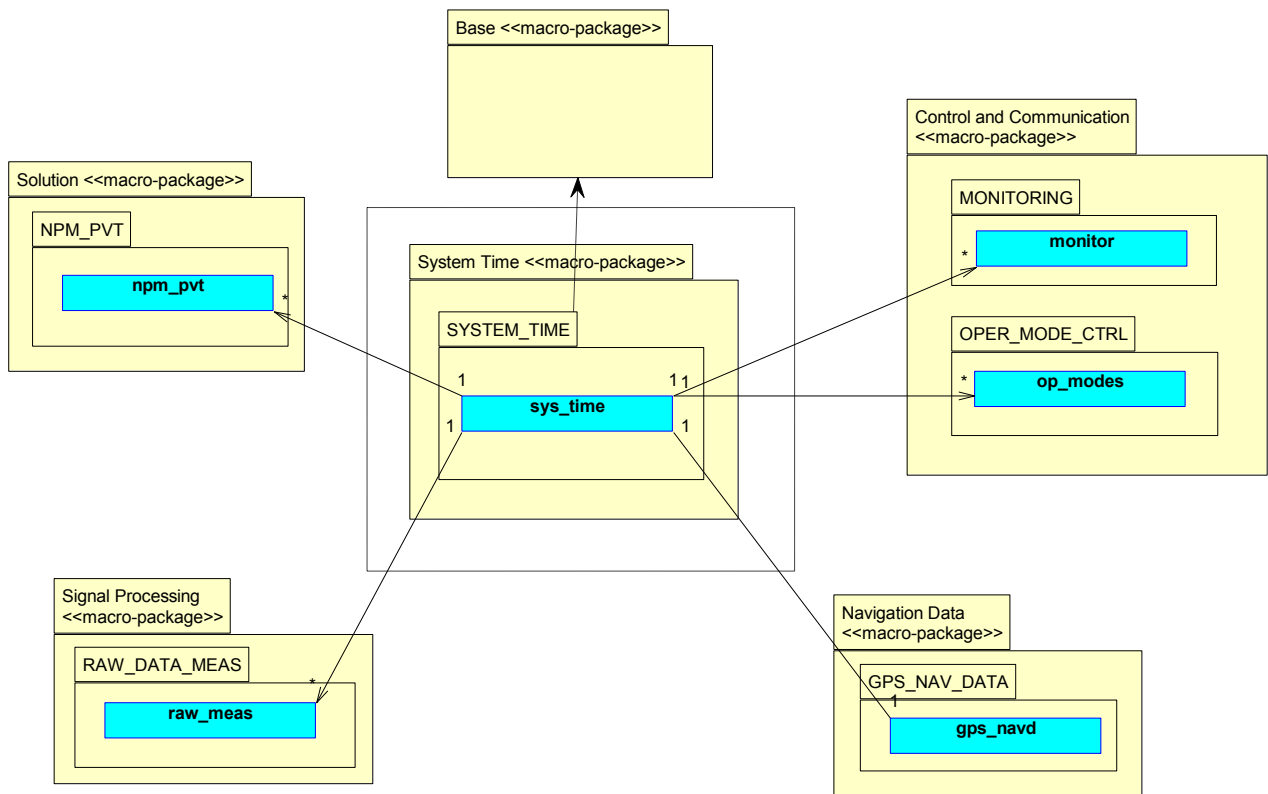 Base <<macro-package>>
Control and Communication
<<macro-package>>
Solution <<macro-package>>
MONITORING
NPM_PVT
monitor
*
System Time <<macro-package>>
npm_pvt
*
SYSTEM_TIME
OPER_MODE_CTRL
1
1
1
*
op_modes
sys_time
1
1
Signal Processing
<<macro-package>>
Navigation Data
<<macro-package>>
RAW_DATA_MEAS
*
GPS_NAV_DATA
1
raw_meas
gps_navd